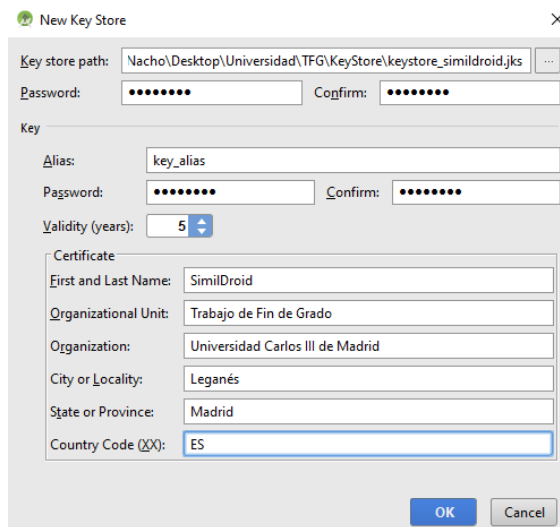 New Key Store
Key store path: Nacho\Desktop\Universidad\TFG\KeyStore\keystore_simildroid.jks ...
Password: •••••••• Confirm: ••••••••
Key
Alias: key_alias
Password: •••••••• Confirm: ••••••••
Validity (years): 5
Certificate
First and Last Name: SimilDroid
Organizational Unit: Trabajo de Fin de Grado
Organization: Universidad Carlos III de Madrid
City or Locality: Leganés
State or Province: Madrid
Country Code (XX): ES
OK Cancel